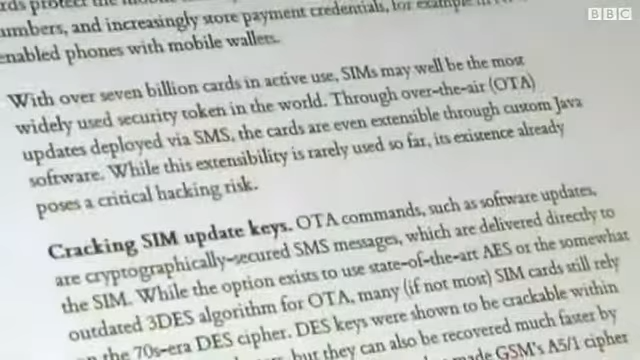 BBC
rds protect the mobile
umbers, and increasingly store payment credentials, for example in
enabled phones with mobile wallets.
With over seven billion cards in active use, SIMs may well be the most
widely used security token in the world. Through over-the-air (OTA)
updates deployed via SMS, the cards are even extensible through custom Java
software. While this extensibility is rarely used so far, its existence already
poses a critical hacking risk.
Cracking SIM update keys. OTA commands, such as software updates,
are cryptographically-secured SMS messages, which are delivered directly to
the SIM. While the option exists to use state-of-the-art AES or the somewhat
outdated 3DES algorithm for OTA, many (if not most) SIM cards still rely
on the 70s-era DES cipher. DES keys were shown to be crackable within
but they can also be recovered much faster by
made GSM's A5/1 cipher